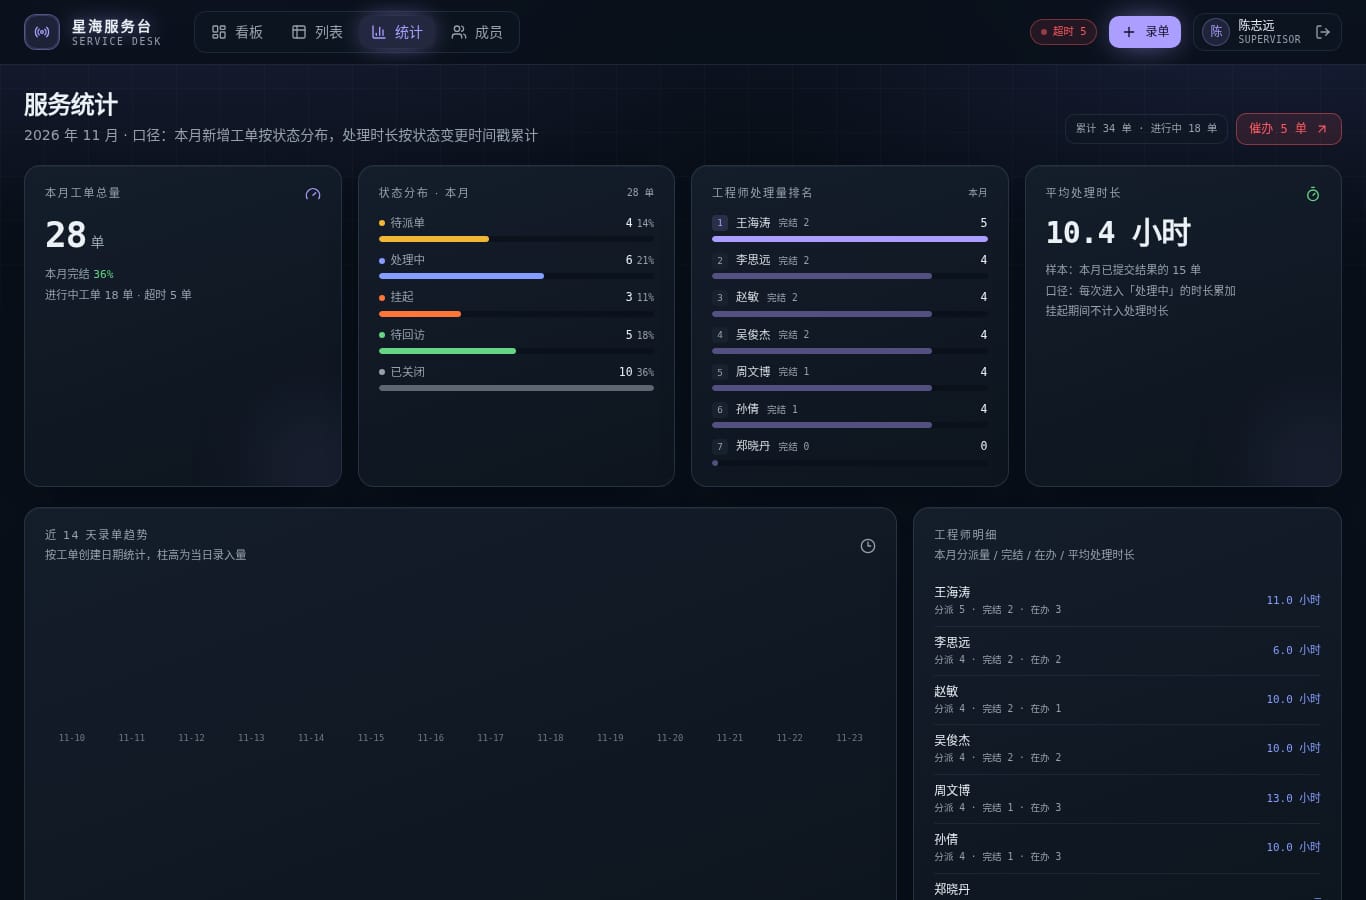 星海服务台
SERVICE DESK
看板
列表
统计
成员
超时 5
录单
陈
陈志远
SUPERVISOR
服务统计
2026 年 11 月 · 口径: 本月新增工单按状态分布，处理时长按状态变更时间戳累计
累计 34 单 · 进行中 18 单
催办 5 单
本月工单总量
28 单
本月完结 36%
进行中工单 18 单 · 超时 5 单
状态分布 · 本月
28 单
待派单 4 14%
处理中 6 21%
挂起 3 11%
待回访 5 18%
已关闭 10 36%
工程师处理量排名
本月
1 王海涛 完结 2 5
2 李思远 完结 2 4
3 赵敏 完结 2 4
4 吴俊杰 完结 2 4
5 周文博 完结 1 4
6 孙倩 完结 1 4
7 郑晓丹 完结 0 0
平均处理时长
10.4 小时
样本: 本月已提交结果的 15 单
口径: 每次进入「处理中」的时长累加
挂起期间不计入处理时长
近 14 天录单趋势
按工单创建日期统计，柱高为当日录入量
11-10 11-11 11-12 11-13 11-14 11-15 11-16 11-17 11-18 11-19 11-20 11-21 11-22 11-23
工程师明细
本月分派量 / 完结 / 在办 / 平均处理时长
王海涛
分派 5 · 完结 2 · 在办 3
11.0 小时
李思远
分派 4 · 完结 2 · 在办 2
6.0 小时
赵敏
分派 4 · 完结 2 · 在办 1
10.0 小时
吴俊杰
分派 4 · 完结 2 · 在办 2
10.0 小时
周文博
分派 4 · 完结 1 · 在办 3
13.0 小时
孙倩
分派 4 · 完结 1 · 在办 3
10.0 小时
郑晓丹